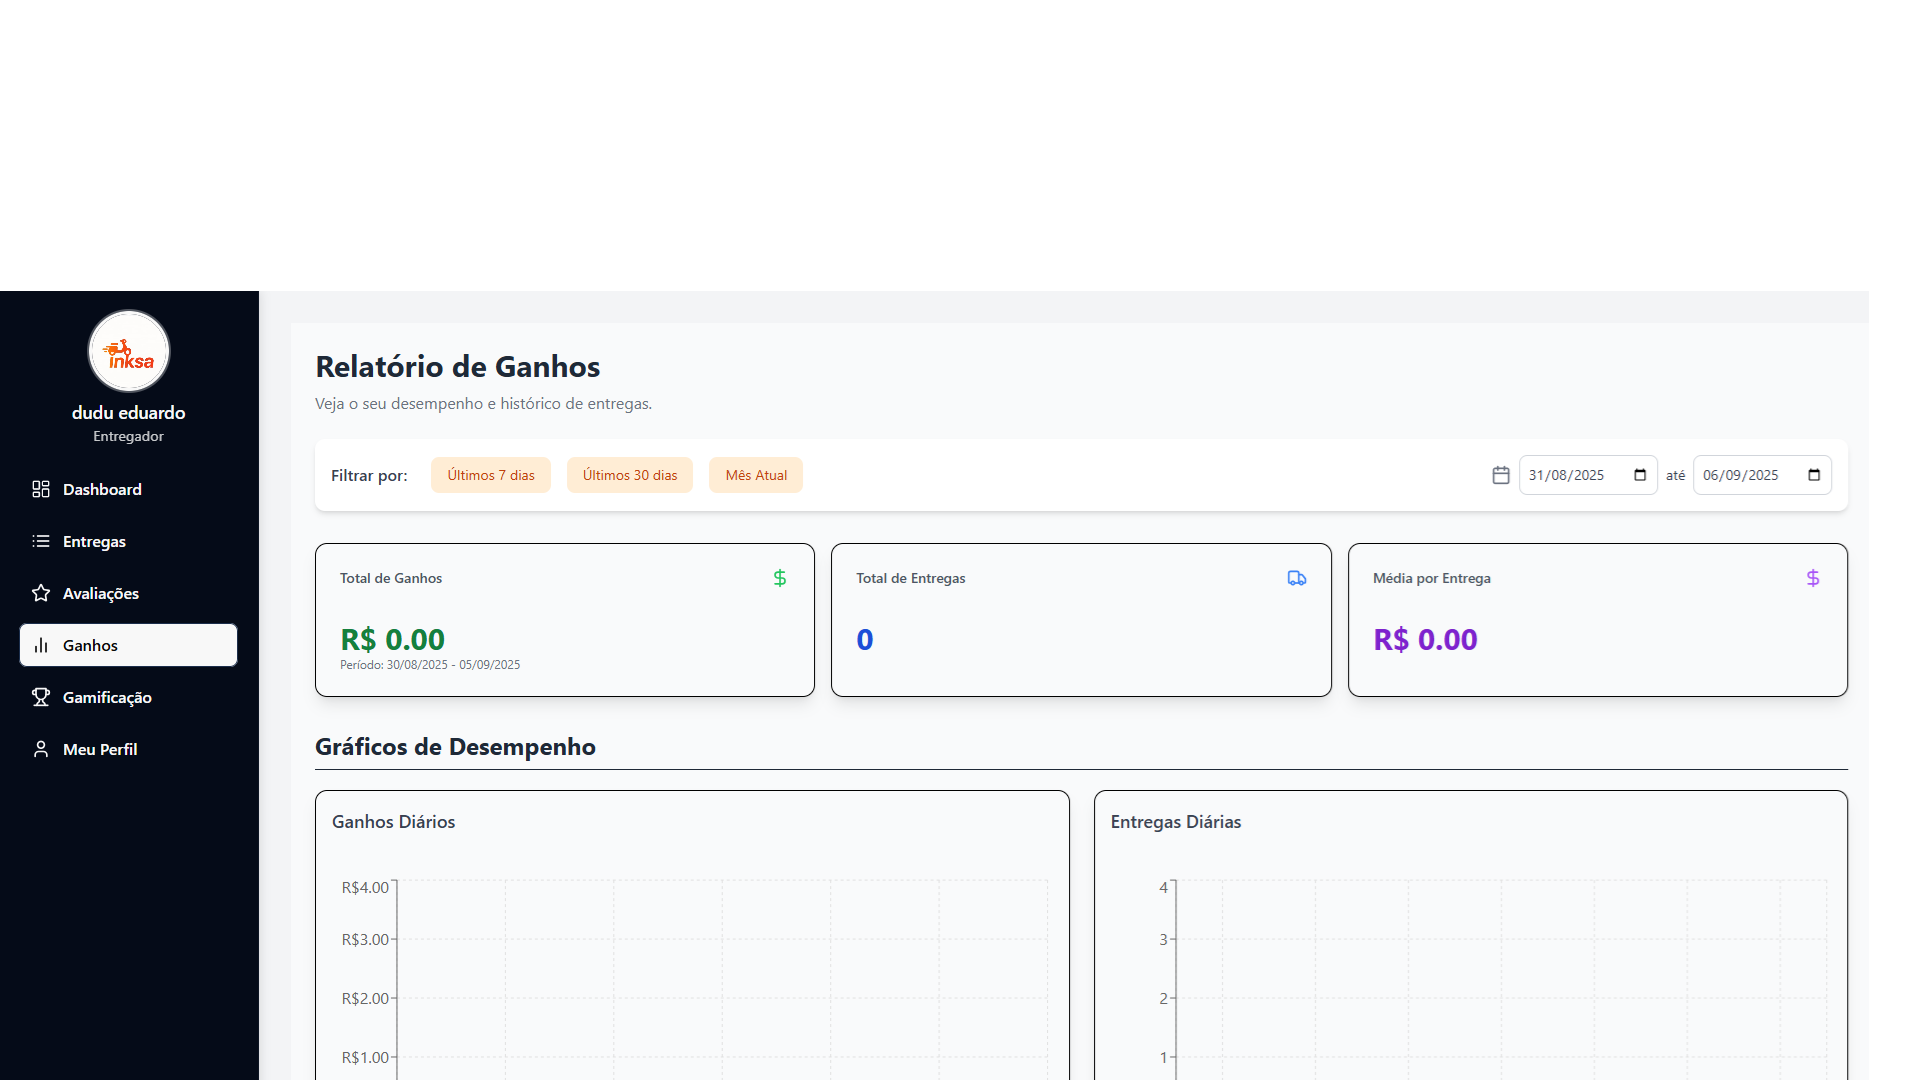 inksa
dudu eduardo
Entregador
Dashboard
Entregas
Avaliações
Ganhos
Gamificação
Meu Perfil
Relatório de Ganhos
Veja o seu desempenho e histórico de entregas.
Filtrar por: Últimos 7 dias Últimos 30 dias Mês Atual 31/08/2025 até 06/09/2025
Total de Ganhos
R$ 0.00
Período: 30/08/2025 - 05/09/2025
Total de Entregas
0
Média por Entrega
R$ 0.00
Gráficos de Desempenho
Ganhos Diários
R$4.00
R$3.00
R$2.00
R$1.00
Entregas Diárias
4
3
2
1